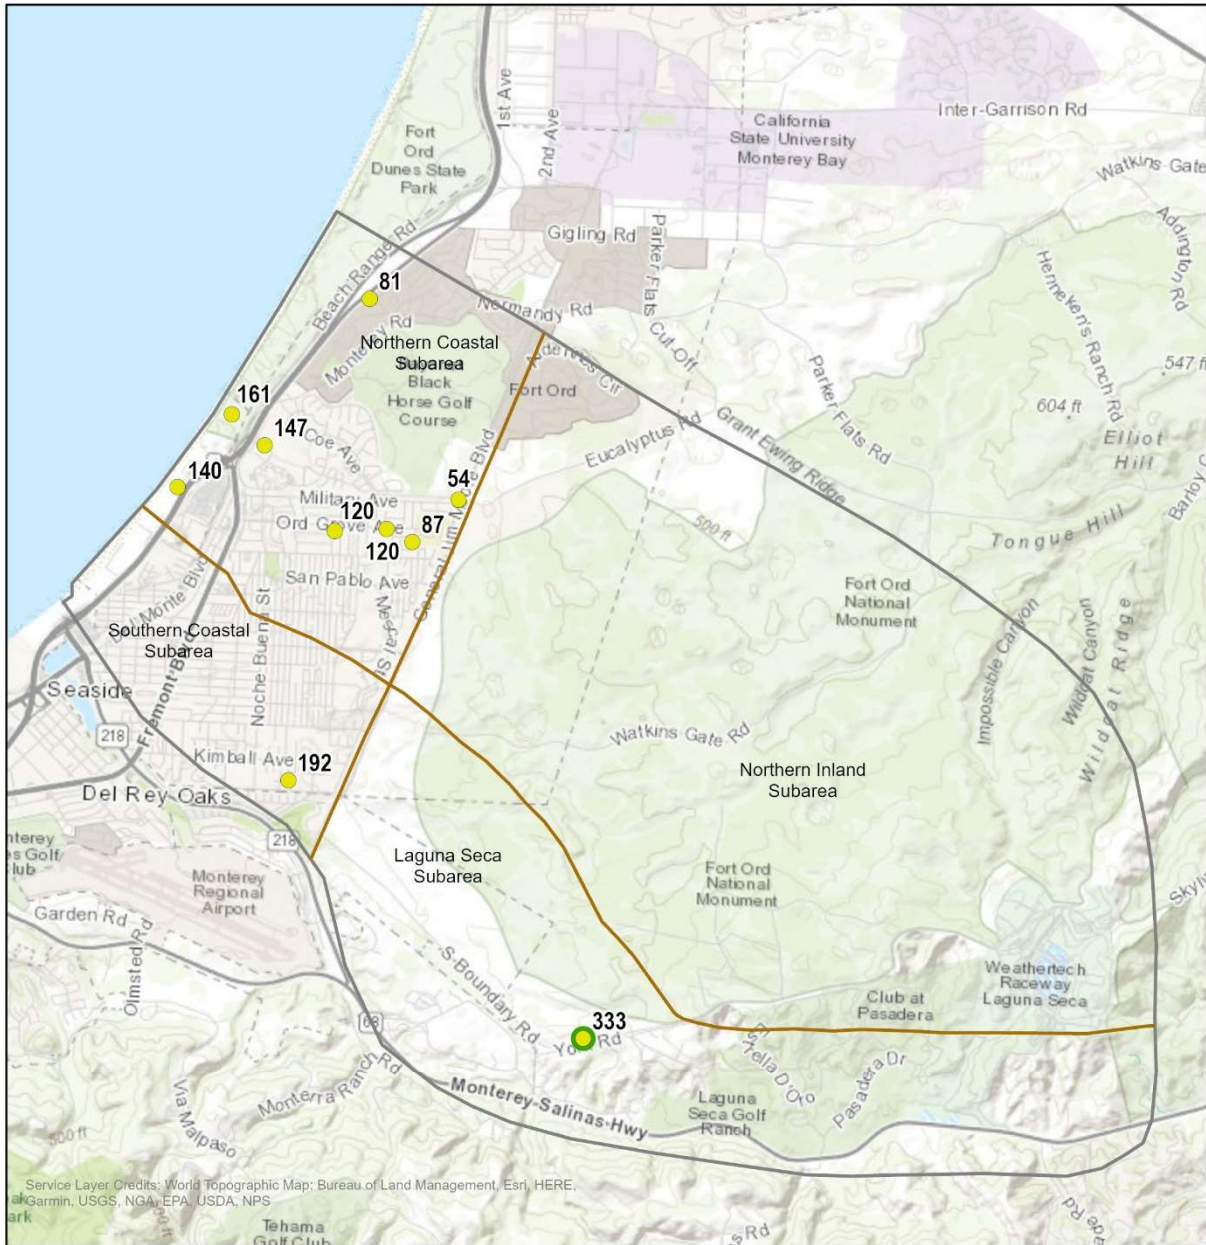 1st Ave
2nd Ave
Inter-Garrison Rd
California
State University
Monterey Bay
Fort
Ord
Dunes State
Park
Watkins Gate
Addington Rd
Gigling Rd
Parker Flats Cut-Off
Henneken's Ranch Rd
Beach Range Rd
81
Normandy Rd
Monterey Rd
Northern Coastal
Subarea
Black
Horse Golf
Course
Fort Ord
Parker Flats Rd
547 ft
604 ft
161
147
Coe Ave
Eucalyptus Rd
Grant Ewing Ridge
Elliot
Hill
140
54
Military Ave
120
Ord Grove Ave
87
120
500 ft
Tongue Hill
San Pablo Ave
Mescal St
Fort Ord
National
Monument
Southern Coastal
Subarea
Noche Buena St
Impossible Canyon
Wildcat Canyon
Wildcat Ridge
Seaside
218
Fremont Blvd
Watkins Gate Rd
Kimball Ave
192
Northern Inland
Subarea
Del Rey Oaks
218
Laguna Seca
Subarea
Monterey
Regional
Airport
Fort Ord
National
Monument
Garden Rd
Olmsted Rd
S Boundary Rd
Weathertech
Raceway
Laguna Seca
Club at
Pasadera
68
333
Pasadera Dr
Monterra Ranch Rd
Monterey-Salinas-Hwy
Laguna
Seca Golf
Ranch
Via Malpaso
500 ft
Service Layer Credits: World Topographic Map: Bureau of Land Management, Esri, HERE,
Garmin, USGS, NGA, EPA, USDA, NPS
Tehama
Golf Club